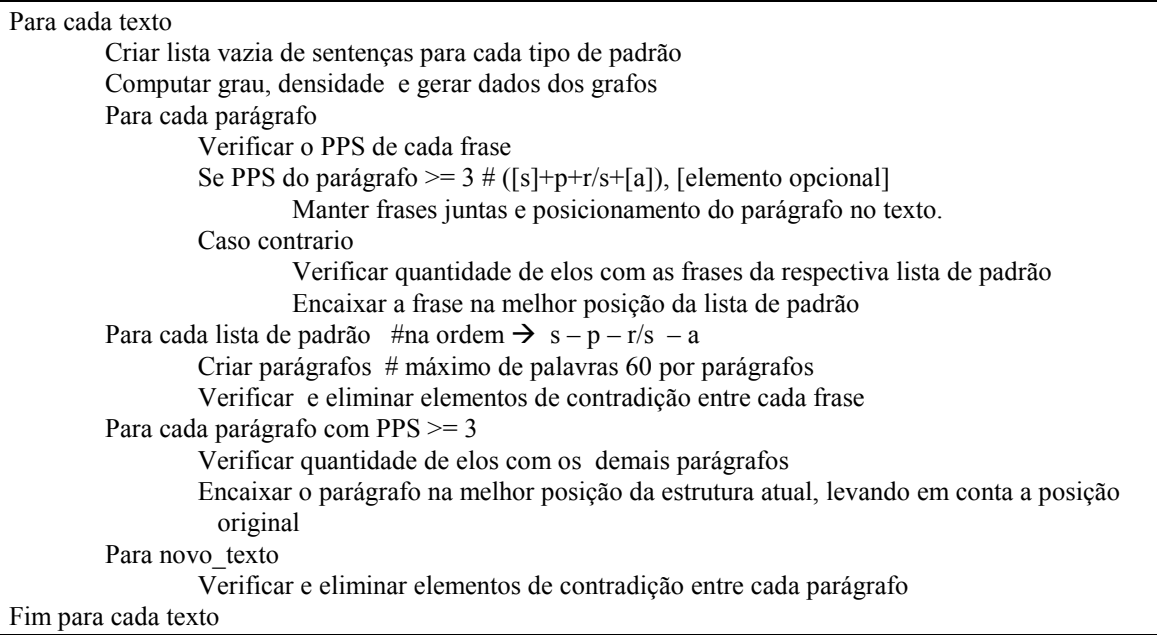 Para cada texto
Criar lista vazia de sentenças para cada tipo de padrão
Computar grau, densidade e gerar dados dos grafos
Para cada parágrafo
Verificar o PPS de cada frase
Se PPS do parágrafo >= 3 # ([s]+p+r/s+[a]), [elemento opcional]
Manter frases juntas e posicionamento do parágrafo no texto.
Caso contrario
Verificar quantidade de elos com as frases da respectiva lista de padrão
Encaixar a frase na melhor posição da lista de padrão
Para cada lista de padrão #na ordem → s – p – r/s – a
Criar parágrafos # máximo de palavras 60 por parágrafos
Verificar e eliminar elementos de contradição entre cada frase
Para cada parágrafo com PPS >= 3
Verificar quantidade de elos com os demais parágrafos
Encaixar o parágrafo na melhor posição da estrutura atual, levando em conta a posição
original
Para novo_texto
Verificar e eliminar elementos de contradição entre cada parágrafo
Fim para cada texto